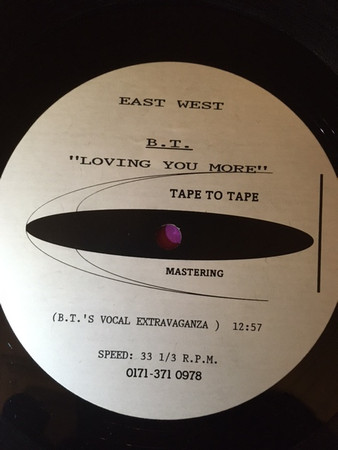 EAST WEST
B.T.
"LOVING YOU MORE"
TAPE TO TAPE
MASTERING
(B.T.'S VOCAL EXTRAVAGANZA ) 12:57
SPEED: 33 1/3 R.P.M.
0171-371 0978